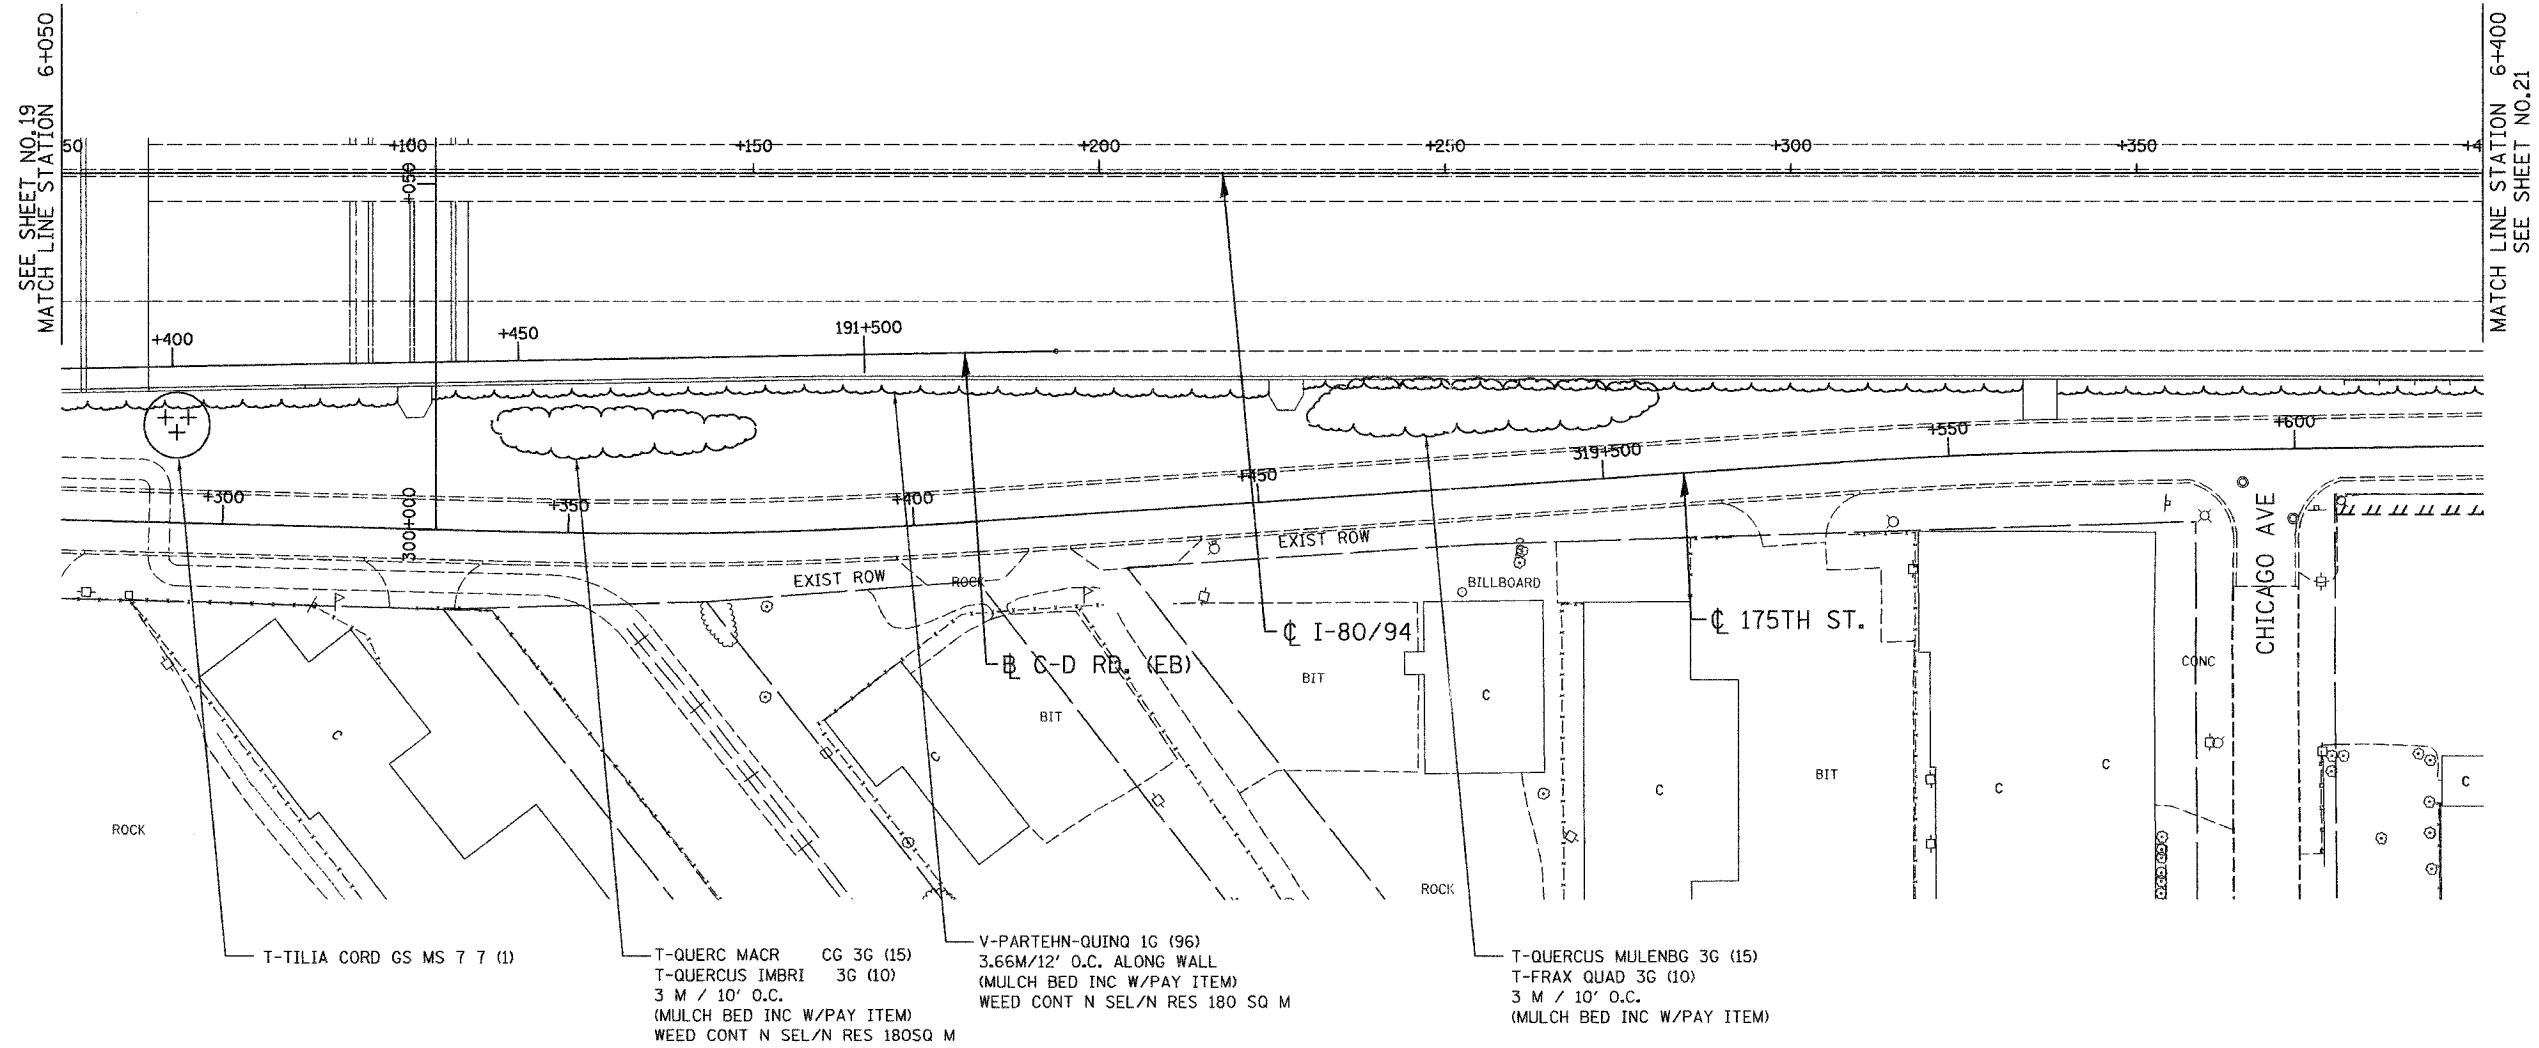 SEE SHEET NO.19
MATCH LINE STATION 6+050
MATCH LINE STATION 6+400
SEE SHEET NO.21
50
+100
+150
+200
+250
+300
+350
+4
+050
+400
+450
191+500
+300
300+00
+350
+400
+450
319+500
+550
+600
EXIST ROW
EXIST ROW
ROCK
BILLBOARD
CHICAGO AVE
℄ 175TH ST.
℄ I-80/94
BL C-D RD. (EB)
CONC
BIT
BIT
BIT
C
C
C
C
C
C
C
ROCK
ROCK
T-TILIA CORD GS MS 7 7 (1)
T-QUERC MACR CG 3G (15)
T-QUERCUS IMBRI 3G (10)
3 M / 10' O.C.
(MULCH BED INC W/PAY ITEM)
WEED CONT N SEL/N RES 180SQ M
V-PARTEHN-QUINQ 1G (96)
3.66M/12' O.C. ALONG WALL
(MULCH BED INC W/PAY ITEM)
WEED CONT N SEL/N RES 180 SQ M
T-QUERCUS MULENBG 3G (15)
T-FRAX QUAD 3G (10)
3 M / 10' O.C.
(MULCH BED INC W/PAY ITEM)